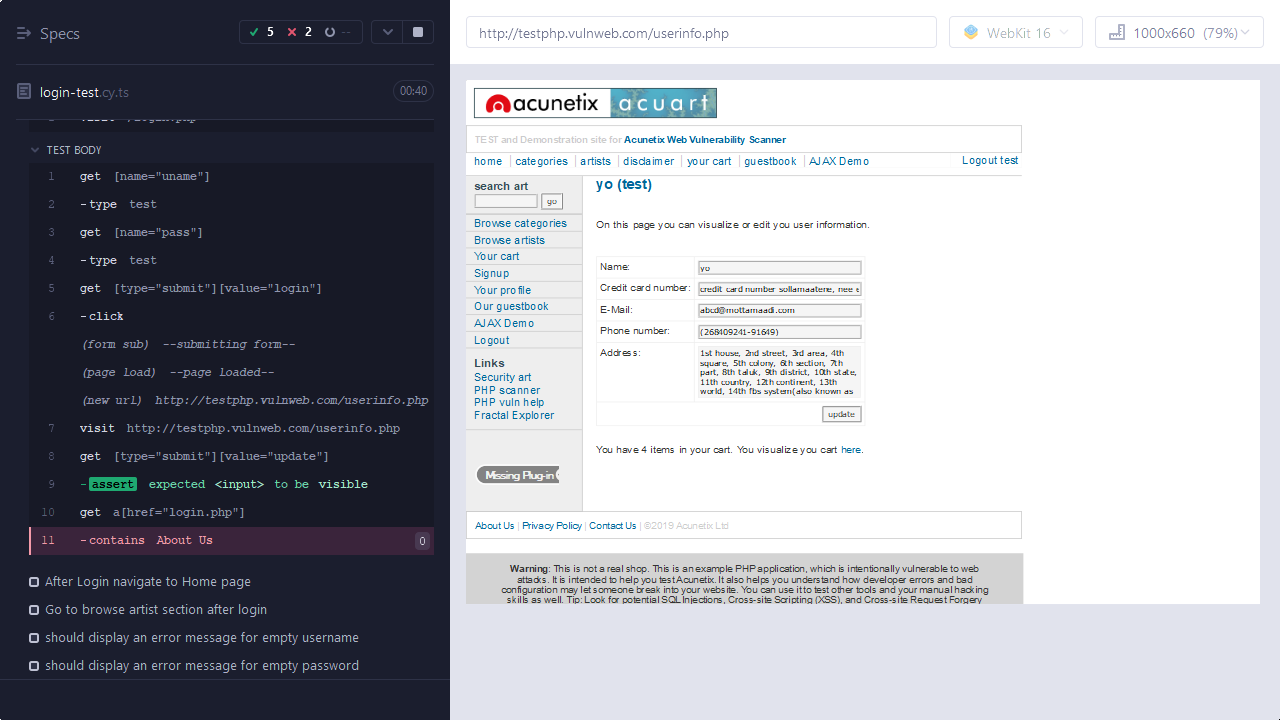 Specs
5 2 --
login-test.cy.ts
00:40
TEST BODY
1 get [name="uname"]
2 -type test
3 get [name="pass"]
4 -type test
5 get [type="submit"][value="login"]
6 -click
(form sub) --submitting form--
(page load) --page loaded--
(new url) http://testphp.vulnweb.com/userinfo.php
7 visit http://testphp.vulnweb.com/userinfo.php
8 get [type="submit"][value="update"]
9 -assert expected <input> to be visible
10 get a[href="login.php"]
11 -contains About Us 0
After Login navigate to Home page
Go to browse artist section after login
should display an error message for empty username
should display an error message for empty password
http://testphp.vulnweb.com/userinfo.php
WebKit 16
1000x660 (79%)
acunetix acuart
TEST and Demonstration site for Acunetix Web Vulnerability Scanner
home categories artists disclaimer your cart guestbook AJAX Demo Logout test
search art
go
Browse categories
Browse artists
Your cart
Signup
Your profile
Our guestbook
AJAX Demo
Logout
Links
Security art
PHP scanner
PHP vuln help
Fractal Explorer
Missing Plug-in
yo (test)
On this page you can visualize or edit you user information.
Name: yo
Credit card number: credit card number sollamaatene, nee
E-Mail: abcd@mottamaadi.com
Phone number: (268409241-91649)
Address: 1st house, 2nd street, 3rd area, 4th
square, 5th colony, 6th section, 7th
part, 8th taluk, 9th district, 10th state,
11th country, 12th continent, 13th
world, 14th fbs system(also known as
update
You have 4 items in your cart. You visualize you cart here.
About Us | Privacy Policy | Contact Us | ©2019 Acunetix Ltd
Warning: This is not a real shop. This is an example PHP application, which is intentionally vulnerable to web
attacks. It is intended to help you test Acunetix. It also helps you understand how developer errors and bad
configuration may let someone break into your website. You can use it to test other tools and your manual hacking
skills as well. Tip: Look for potential SQL Injections, Cross-site Scripting (XSS), and Cross-site Request Forgery